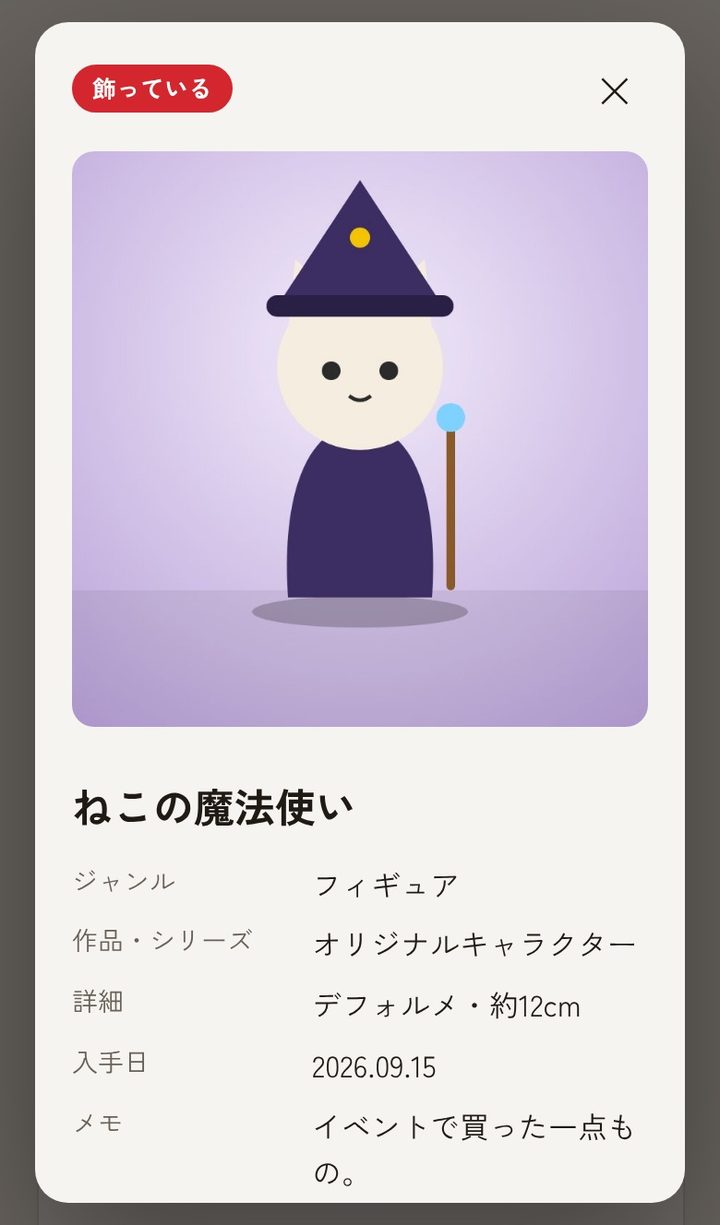 飾っている
ねこの魔法使い
ジャンル フィギュア
作品・シリーズ オリジナルキャラクター
詳細 デフォルメ・約12cm
入手日 2026.09.15
メモ イベントで買った一点も
の。